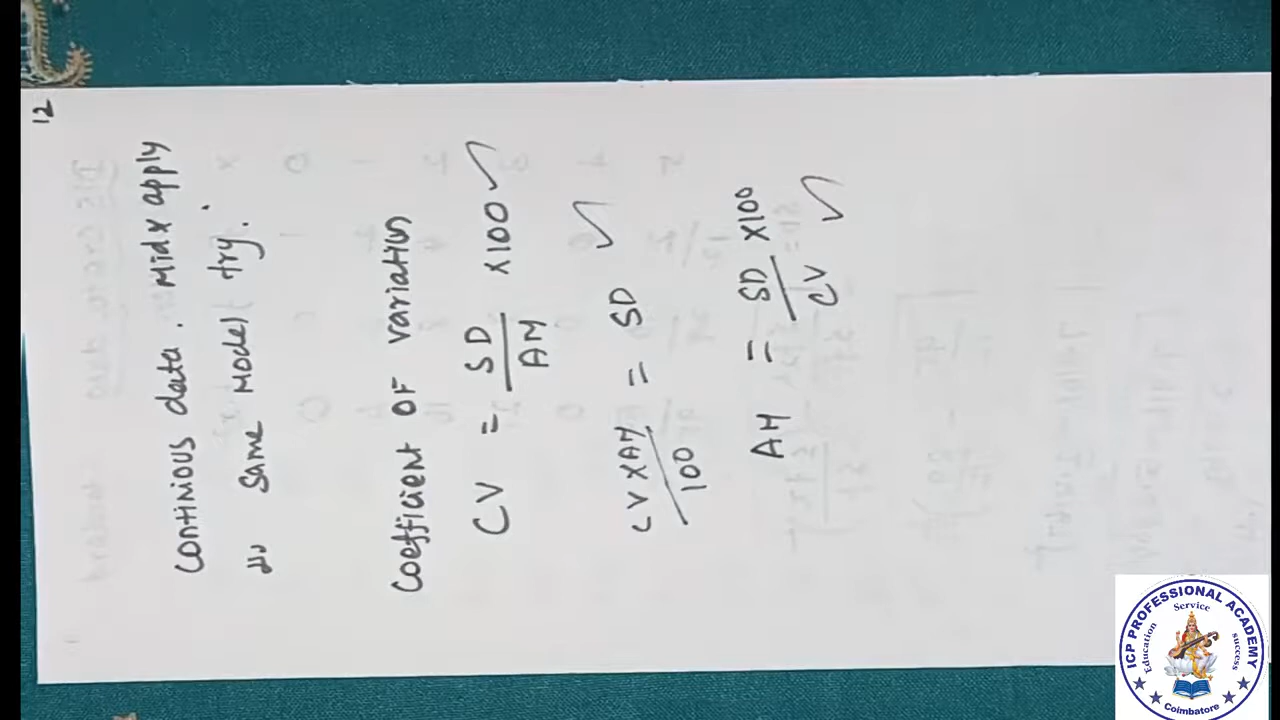 12
continious data. Mid x apply
same model try.
Coefficient OF variation
CV = SD/AM x100 ✓
CV x AM/100 = SD ✓
AM = SD/CV x100 ✓
ICP PROFESSIONAL ACADEMY
Education
Service
success
Coimbatore